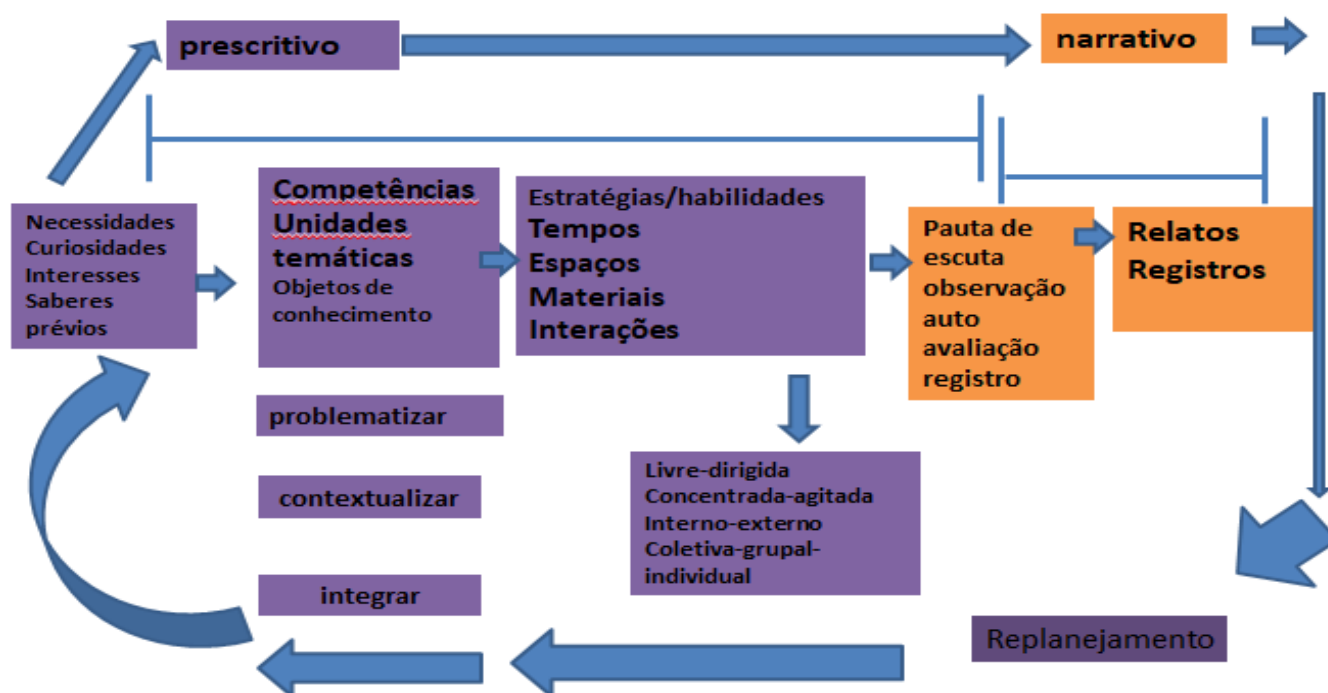 prescritivo
narrativo
Necessidades
Curiosidades
Interesses
Saberes
prévios
Competências
Unidades
temáticas
Objetos de
conhecimento
Estratégias/habilidades
Tempos
Espaços
Materiais
Interações
Pauta de
escuta
observação
auto
avaliação
registro
Relatos
Registros
problematizar
contextualizar
integrar
Livre-dirigida
Concentrada-agitada
Interno-externo
Coletiva-grupal-
individual
Replanejamento